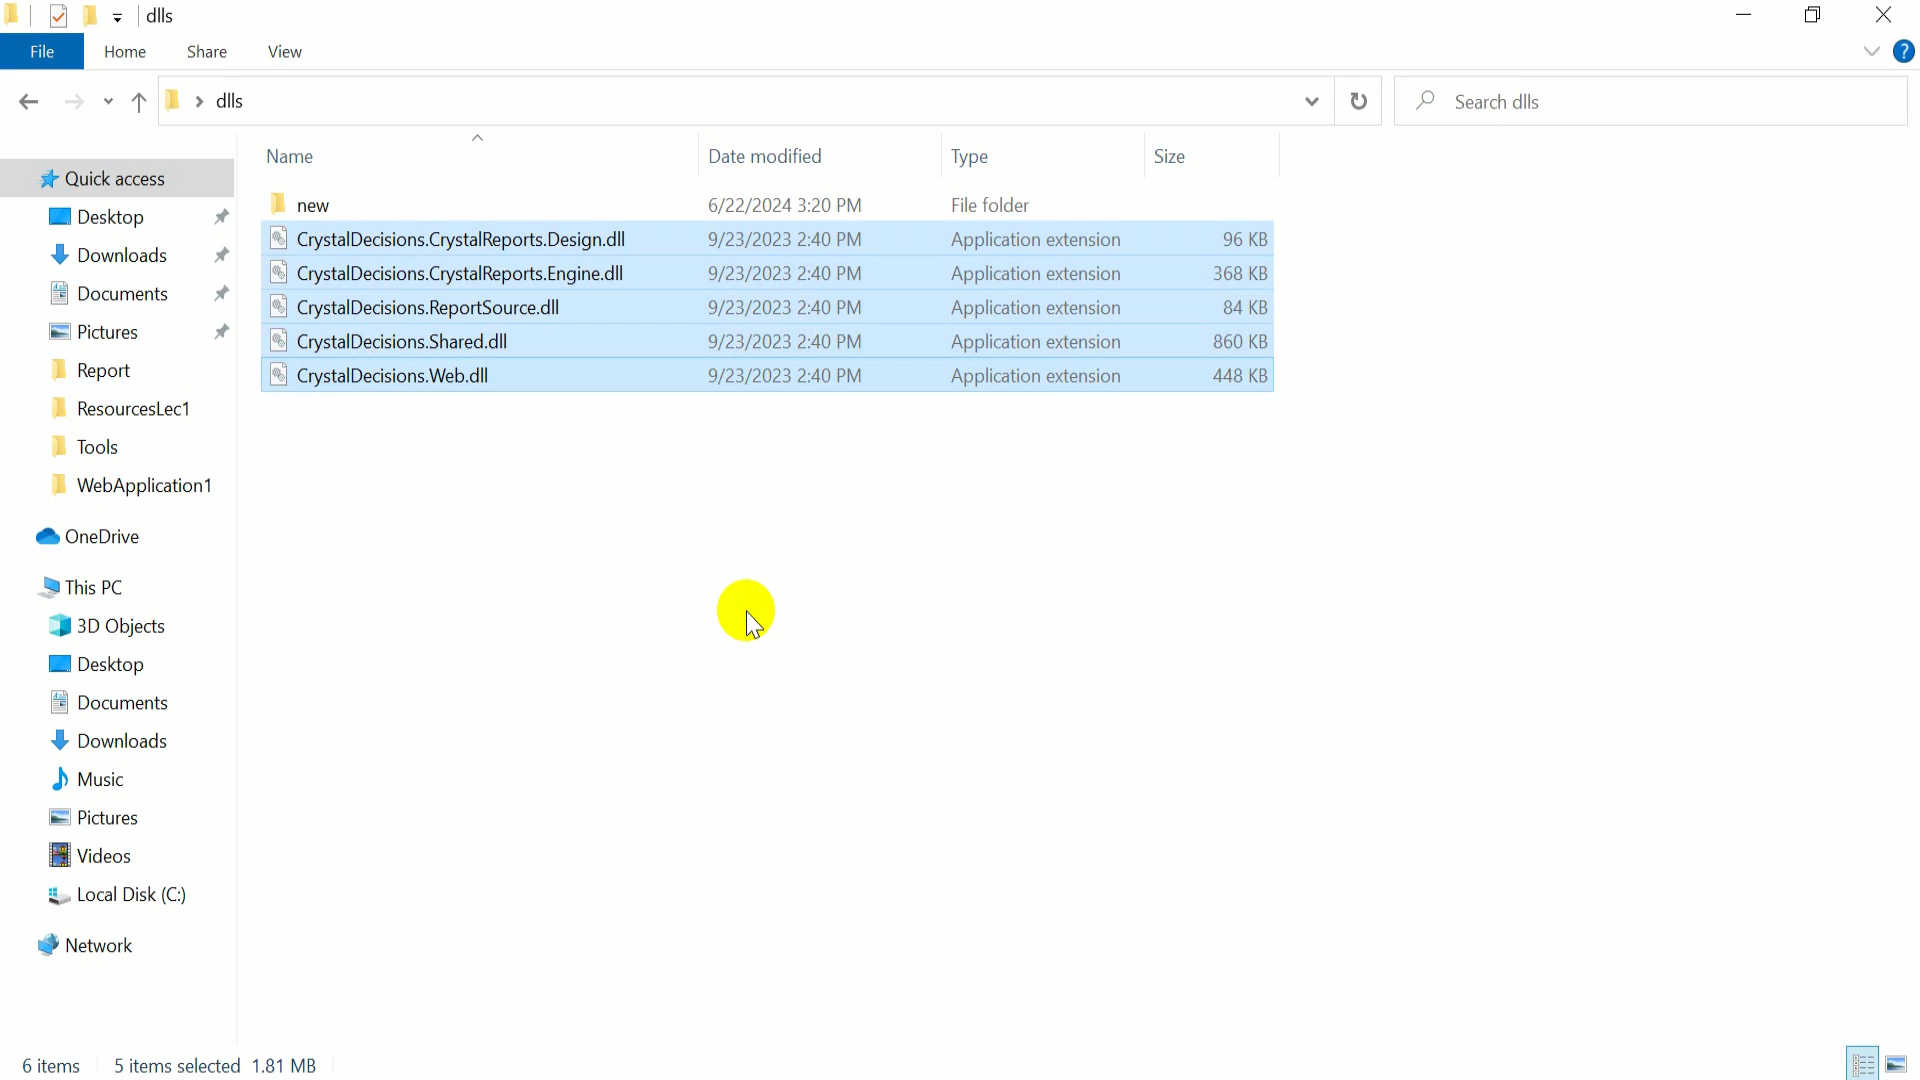 dlls
File Home Share View
?
dlls
Search dlls
Name Date modified Type Size
new 6/22/2024 3:20 PM File folder
CrystalDecisions.CrystalReports.Design.dll 9/23/2023 2:40 PM Application extension 96 KB
CrystalDecisions.CrystalReports.Engine.dll 9/23/2023 2:40 PM Application extension 368 KB
CrystalDecisions.ReportSource.dll 9/23/2023 2:40 PM Application extension 84 KB
CrystalDecisions.Shared.dll 9/23/2023 2:40 PM Application extension 860 KB
CrystalDecisions.Web.dll 9/23/2023 2:40 PM Application extension 448 KB
Quick access
Desktop
Downloads
Documents
Pictures
Report
ResourcesLec1
Tools
WebApplication1
OneDrive
This PC
3D Objects
Desktop
Documents
Downloads
Music
Pictures
Videos
Local Disk (C:)
Network
6 items 5 items selected 1.81 MB